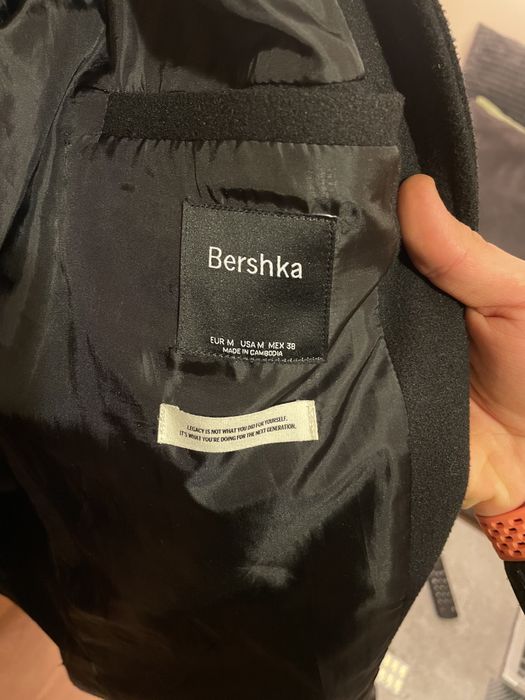 Bershka
EUR M USA M MEX 38
MADE IN CAMBODIA
LEGACY IS NOT WHAT YOU DID FOR YOURSELF.
IT'S WHAT YOU'RE DOING FOR THE NEXT GENERATION.